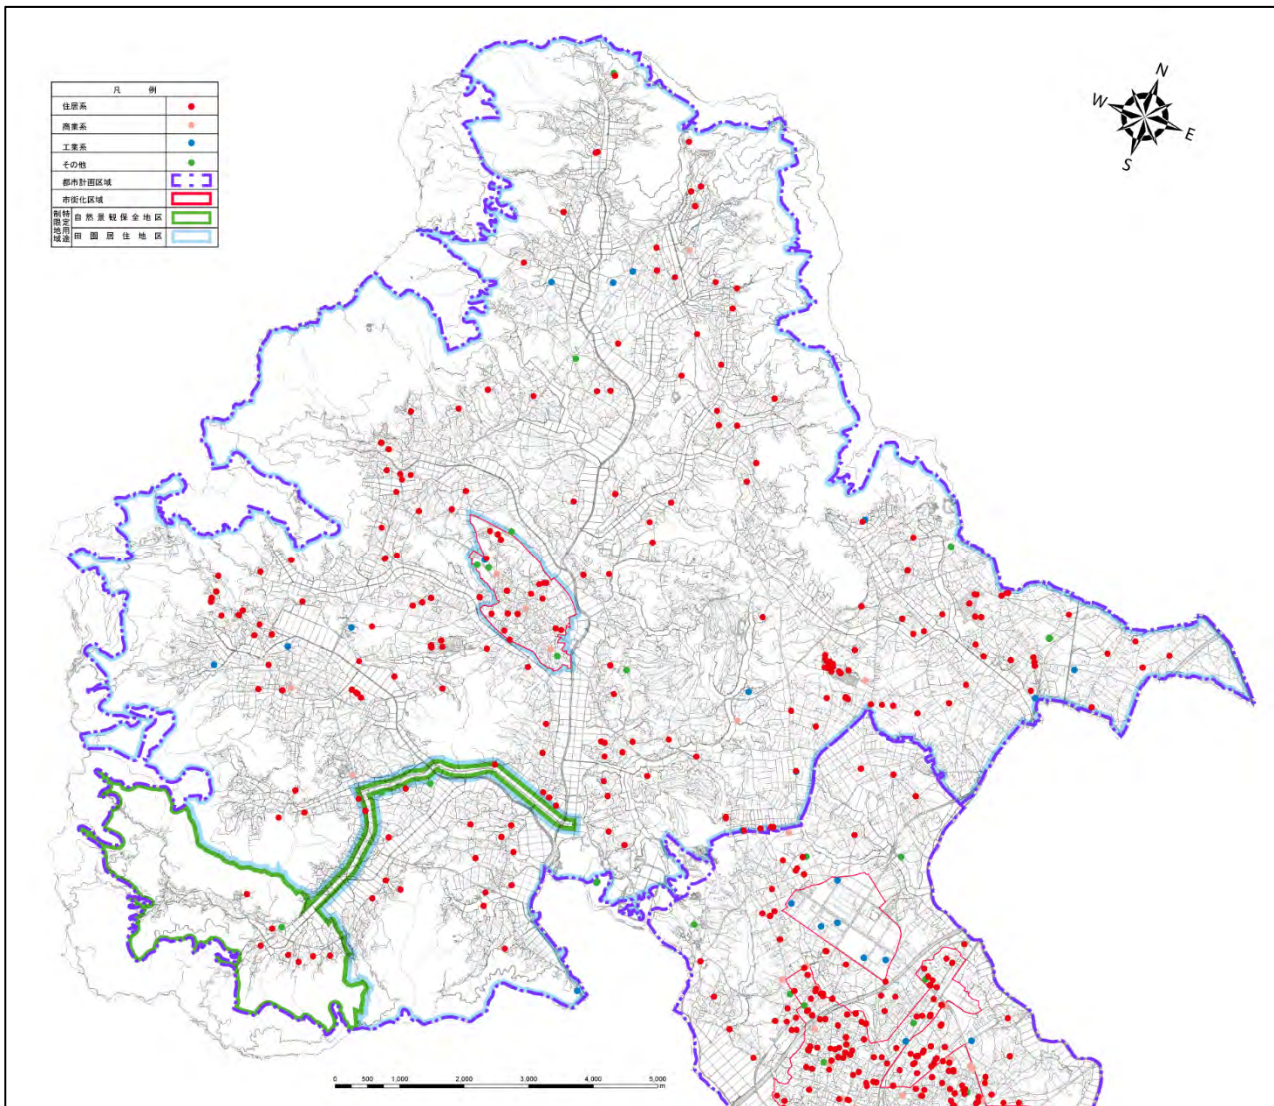 凡 例
住居系
商業系
工業系
その他
都市計画区域
市街化区域
特定用途制限地域
自然景観保全地区
田園居住地区
N
W
E
S
0 500 1,000 2,000 3,000 4,000 5,000
m